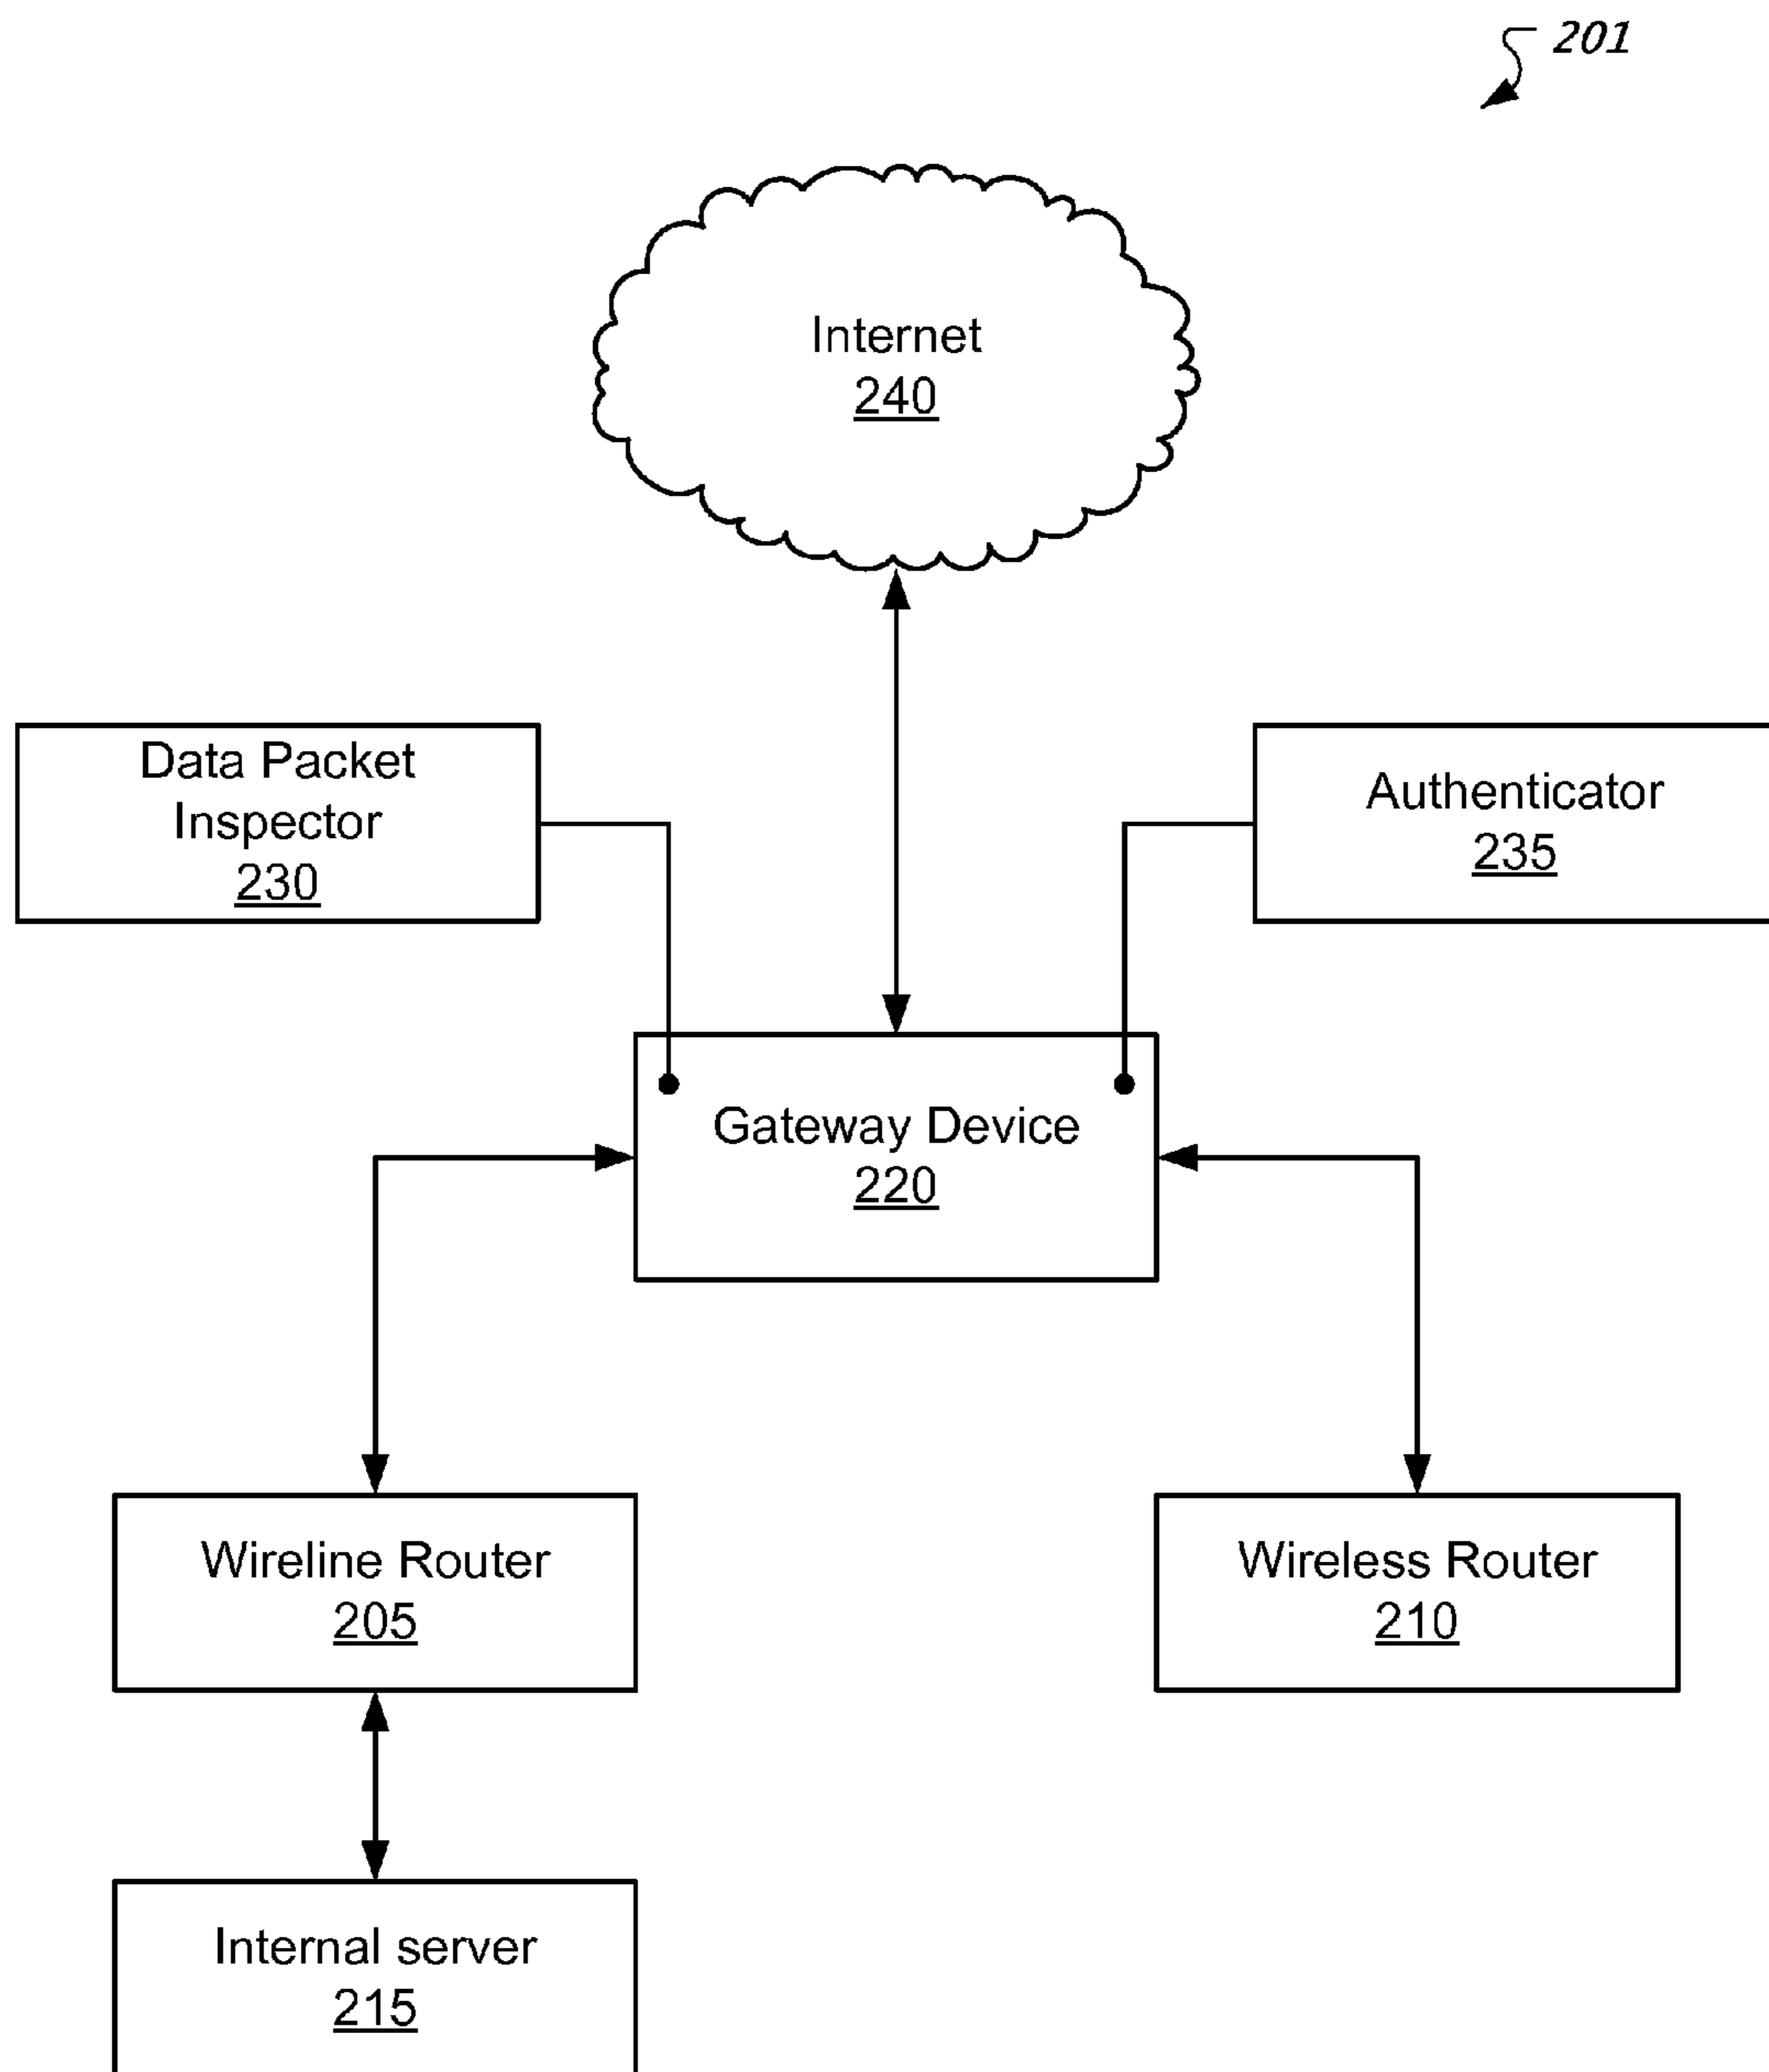 201
Internet
240
Data Packet
Inspector
230
Authenticator
235
Gateway Device
220
Wireline Router
205
Wireless Router
210
Internal server
215